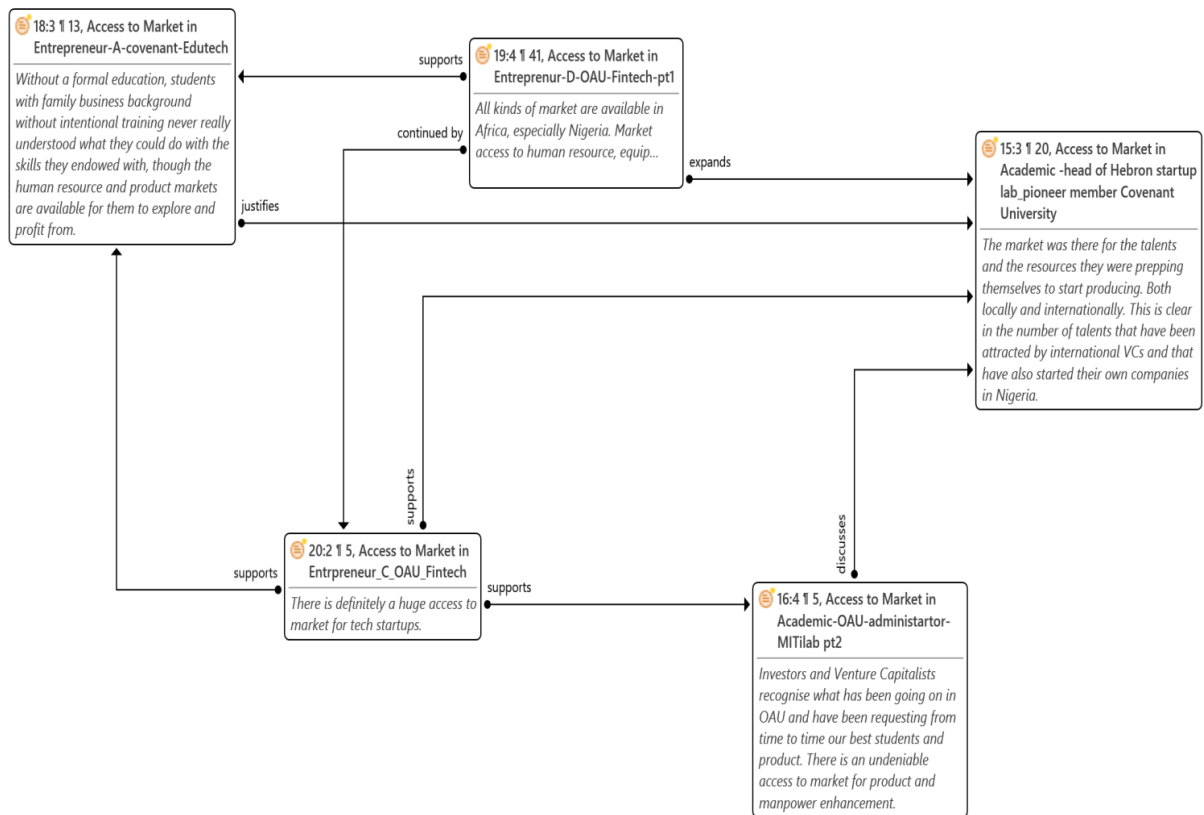 18:3 ¶ 13, Access to Market in
Entrepreneur-A-covenant-Edutech
Without a formal education, students
with family business background
without intentional training never really
understood what they could do with the
skills they endowed with, though the
human resource and product markets
are available for them to explore and
profit from.
supports
continued by
19:4 ¶ 41, Access to Market in
Entreprenur-D-OAU-Fintech-pt1
All kinds of market are available in
Africa, especially Nigeria. Market
access to human resource, equip...
expands
justifies
15:3 ¶ 20, Access to Market in
Academic -head of Hebron startup
lab_pioneer member Covenant
University
The market was there for the talents
and the resources they were prepping
themselves to start producing. Both
locally and internationally. This is clear
in the number of talents that have been
attracted by international VCs and that
have also started their own companies
in Nigeria.
supports
discusses
supports
20:2 ¶ 5, Access to Market in
Entrpreneur_C_OAU_Fintech
There is definitely a huge access to
market for tech startups.
supports
16:4 ¶ 5, Access to Market in
Academic-OAU-administartor-
MITilab pt2
Investors and Venture Capitalists
recognise what has been going on in
OAU and have been requesting from
time to time our best students and
product. There is an undeniable
access to market for product and
manpower enhancement.